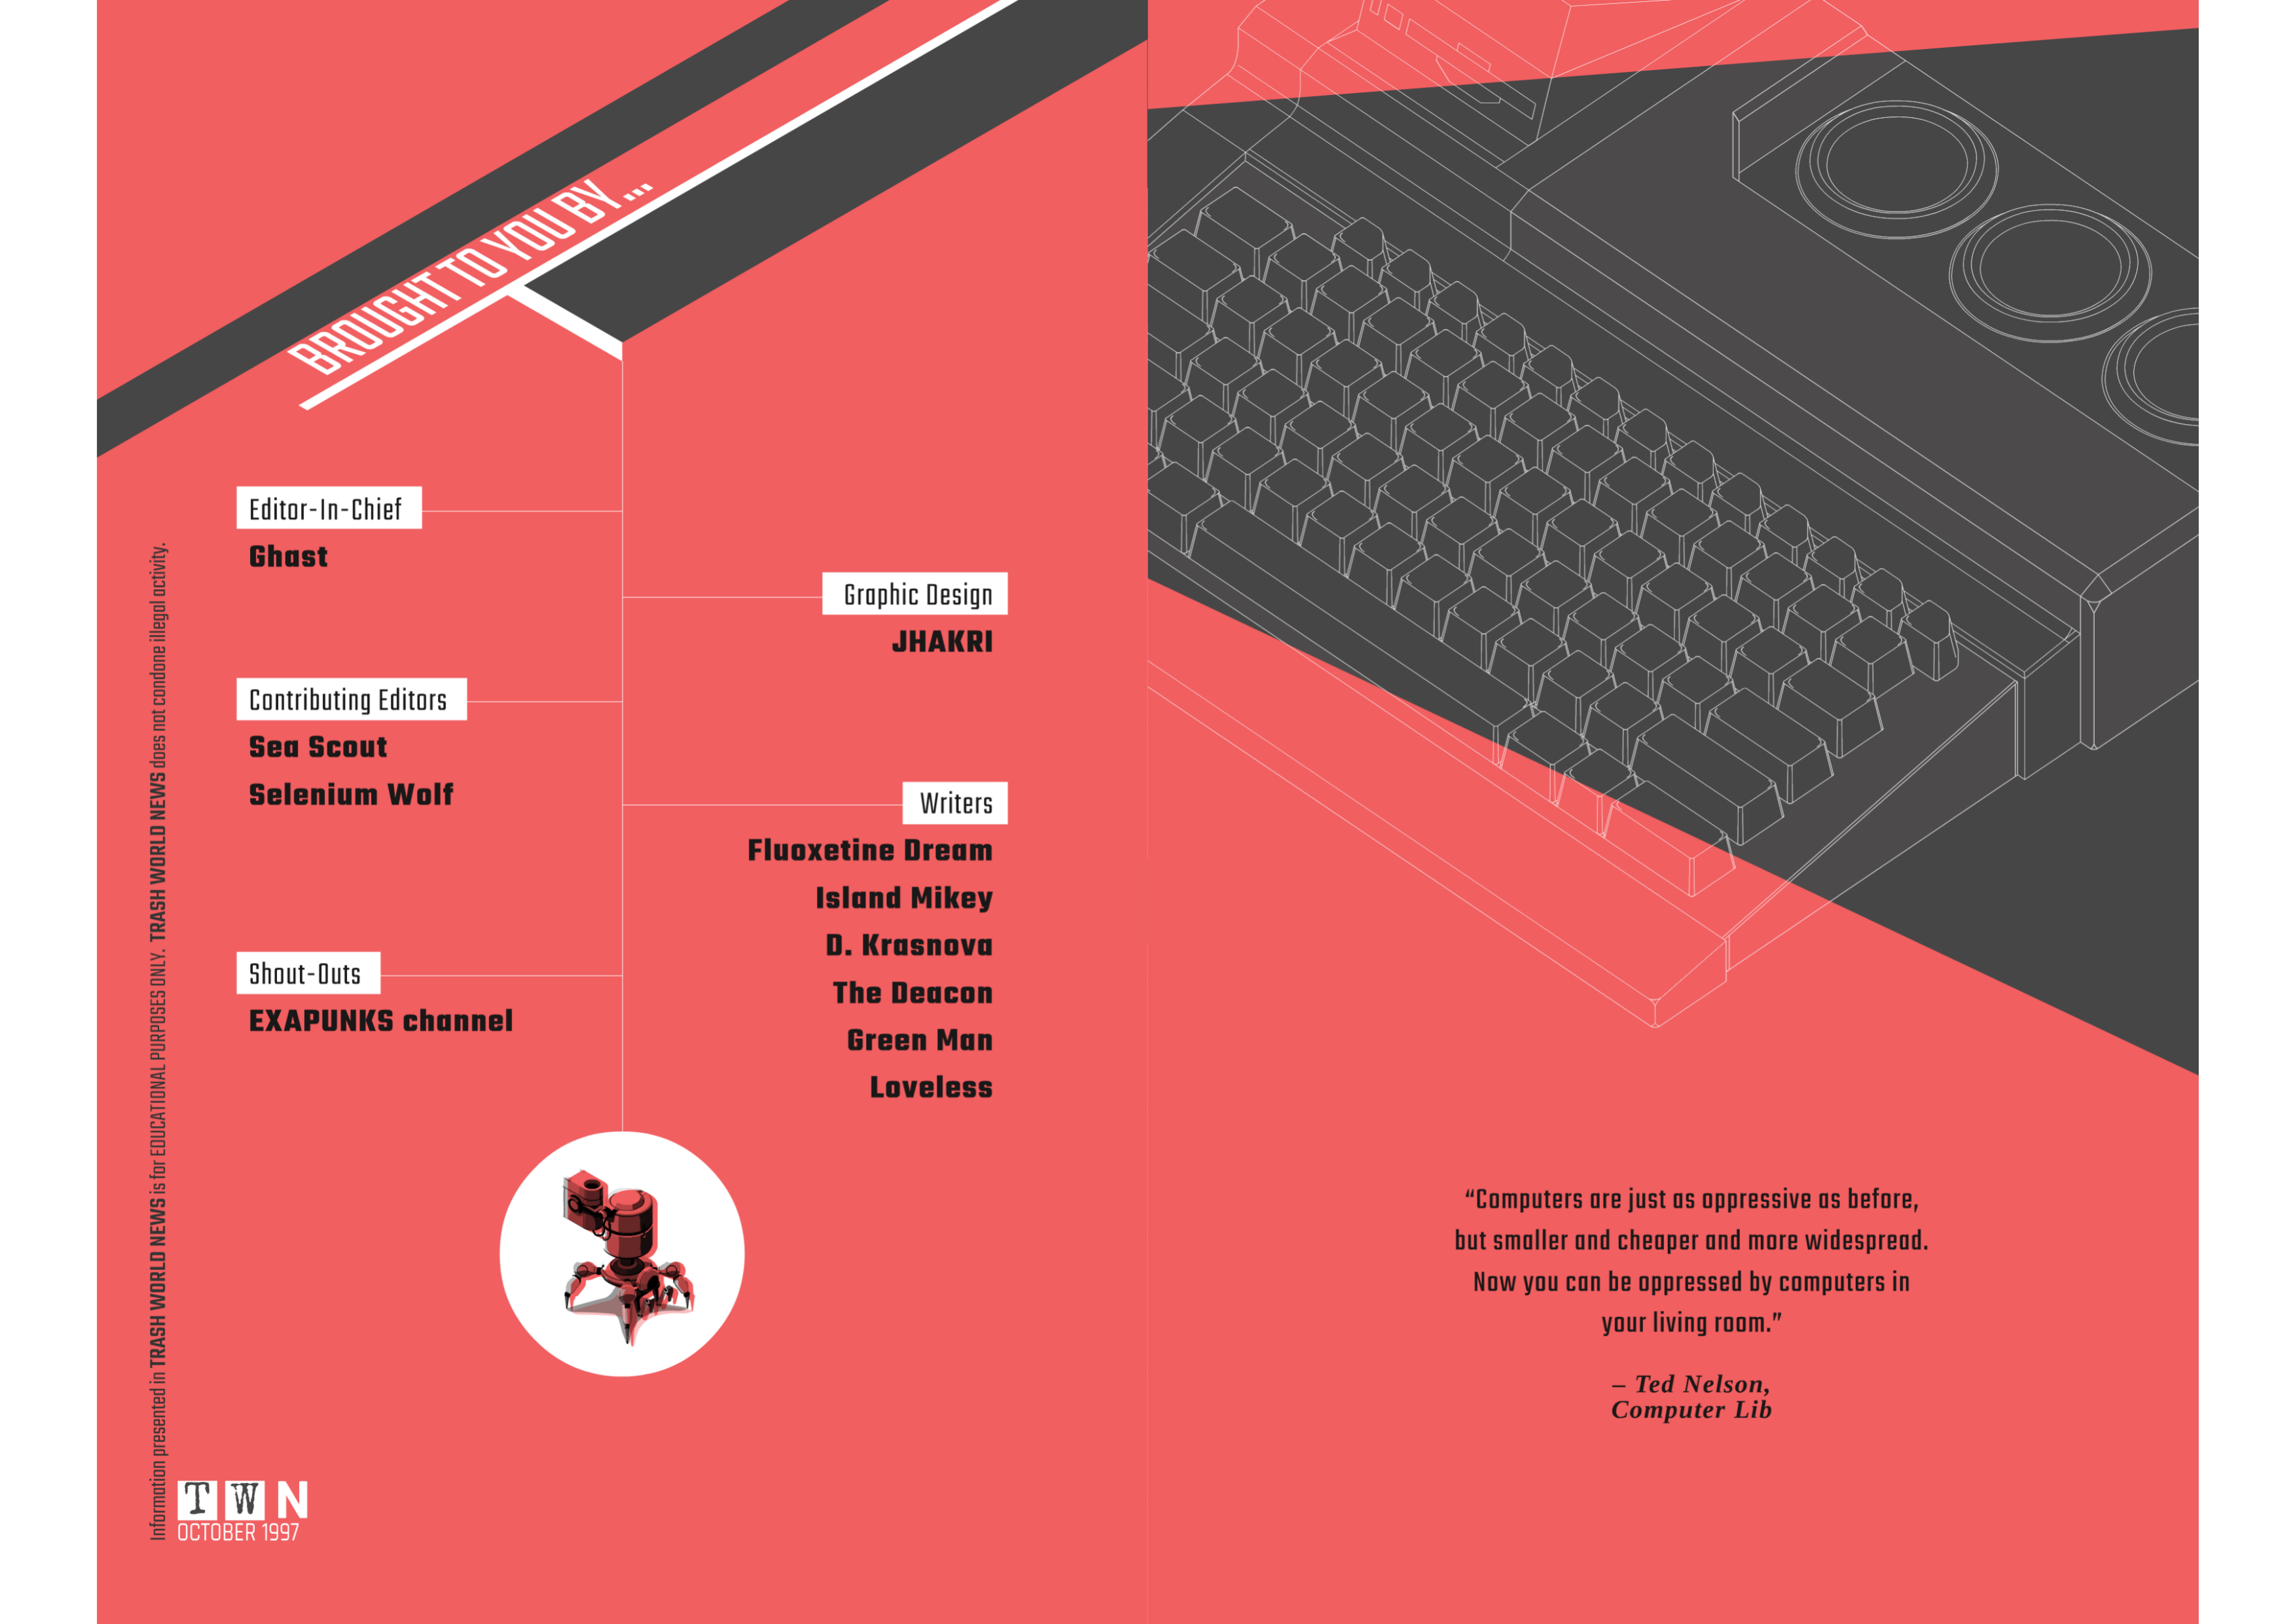 BROUGHT TO YOU BY...
Editor-In-Chief
Ghast
Graphic Design
JHAKRI
Contributing Editors
Sea Scout
Selenium Wolf
Writers
Fluoxetine Dream
Island Mikey
D. Krasnova
The Deacon
Green Man
Loveless
Shout-Outs
EXAPUNKS channel
Information presented in TRASH WORLD NEWS is for EDUCATIONAL PURPOSES ONLY. TRASH WORLD NEWS does not condone illegal activity.
TWN
OCTOBER 1997
“Computers are just as oppressive as before,
but smaller and cheaper and more widespread.
Now you can be oppressed by computers in
your living room.”
– Ted Nelson,
Computer Lib